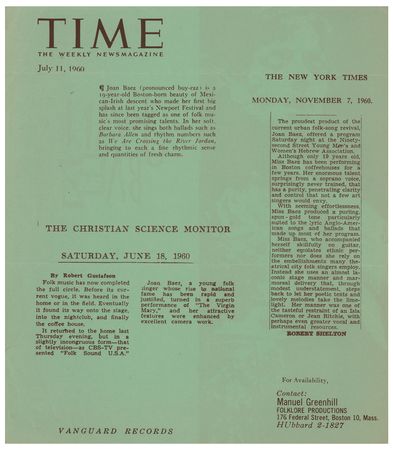 TIME
THE WEEKLY NEWSMAGAZINE
July 11, 1960
¶ Joan Baez (pronounced buy-ezz) is a
19-year-old Boston-born beauty of Mexi-
can-Irish descent who made her first big
splash at last year's Newport Festival and
has since been tagged as one of folk mu-
sic's most promising talents. In her soft,
clear voice, she sings both ballads such as
Barbara Allen and rhythm numbers such
as We Are Crossing the River Jordan,
bringing to each a fine rhythmic sense
and quantities of fresh charm.
THE NEW YORK TIMES
MONDAY, NOVEMBER 7, 1960.
The proudest product of the
current urban folk-song revival,
Joan Baez, offered a program
Saturday night at the Ninety-
second Street Young Men's and
Women's Hebrew Association.
Although only 19 years old,
Miss Baez has been performing
in Boston coffeehouses for a
few years. Her enormous talent
springs from a soprano voice,
surprisingly never trained, that
has a purity, penetrating clarity
and control that not a few art
singers would envy.
With seeming effortlessness,
Miss Baez produced a purling,
spun-gold tone particularly
suited to the lyric Anglo-Amer-
ican songs and ballads that
made up most of her program.
Miss Baez, who accompanied
herself skillfully on guitar,
neither equates ethnic per-
formers nor does she rely on
the embellishments many the-
atrical city folk singers employ.
Instead she uses an almost la-
conic stage manner and mar-
moreal delivery that, through
modest understatement, steps
back to let her poetic texts and
lovely melodies take the lime-
light. Her manner was one of
the tasteful restraint of an Isla
Cameron or Jean Ritchie, with
perhaps even greater vocal and
instrumental resources.
ROBERT SHELTON
THE CHRISTIAN SCIENCE MONITOR
SATURDAY, JUNE 18, 1960
By Robert Gustafson
Folk music has now completed
the full circle. Before its cur-
rent vogue, it was heard in the
home or in the field. Eventually
it found its way onto the stage,
into the nightclub, and finally
the coffee house.
It returned to the home last
Thursday evening, but in a
slightly incongruous form—that
of television—as CBS-TV pre-
sented "Folk Sound U.S.A."
Joan Baez, a young folk
singer whose rise to national
fame has been rapid and
justified, turned in a superb
performance of "The Virgin
Mary," and her attractive
features were enhanced by
excellent camera work.
For Availability,
Contact:
Manuel Greenhill
FOLKLORE PRODUCTIONS
176 Federal Street, Boston 10, Mass.
HUbbard 2-1827
VANGUARD RECORDS